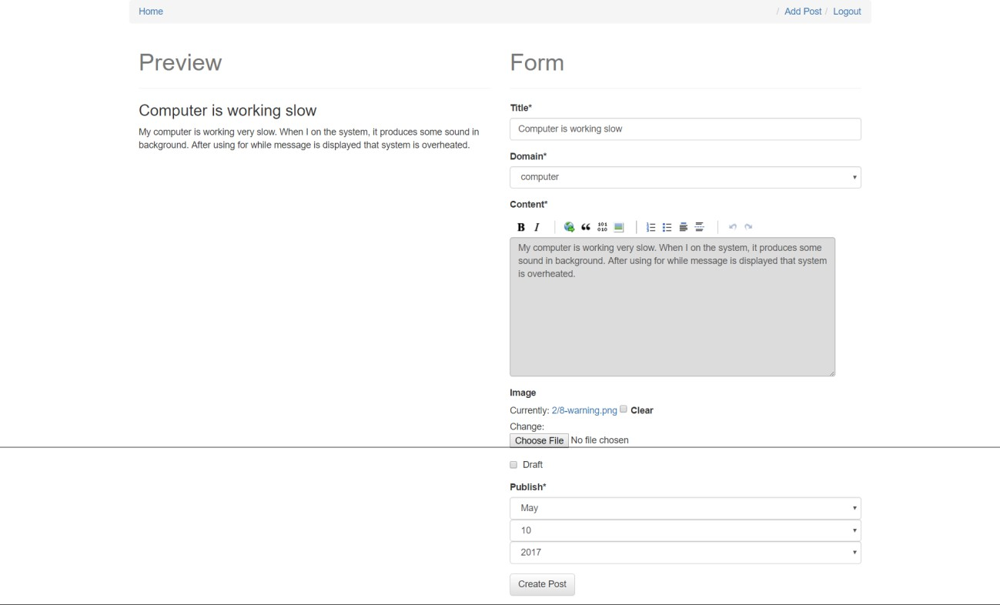 Home
/ Add Post / Logout
Preview
Computer is working slow
My computer is working very slow. When I on the system, it produces some sound in
background. After using for while message is displayed that system is overheated.
Form
Title*
Computer is working slow
Domain*
computer
Content*
B I
101
010
My computer is working very slow. When I on the system, it produces some
sound in background. After using for while message is displayed that system
is overheated.
Image
Currently: 2/8-warning.png Clear
Change:
Choose File No file chosen
Draft
Publish*
May
10
2017
Create Post